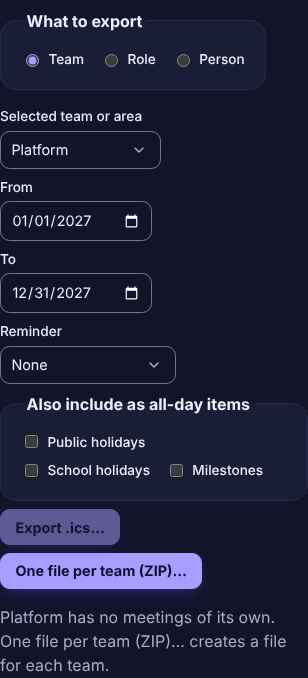 What to export
Team Role Person
Selected team or area
Platform
From
01/01/2027
To
12/31/2027
Reminder
None
Also include as all-day items
Public holidays
School holidays Milestones
Export .ics...
One file per team (ZIP)...
Platform has no meetings of its own.
One file per team (ZIP)... creates a file
for each team.